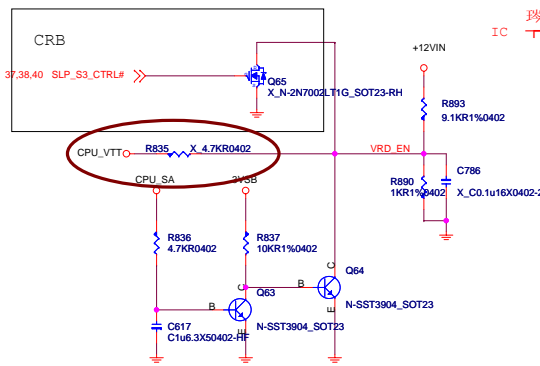 CRB
IC
+12VIN
37,38,40 SLP_S3_CTRL#
Q65
X_N-2N7002LT1G_SOT23-RH
R893
9.1KR1%0402
R835 X_4.7KR0402
CPU_VTT
VRD_EN
C786
CPU_SA
3VSB
R890
1KR1%0402
X_C0.1u16X0402-2
R836
4.7KR0402
R837
10KR1%0402
C
Q64
C
B
B
Q63
N-SST3904_SOT23
E
C617
N-SST3904_SOT23
C1u6.3X50402-HF
E